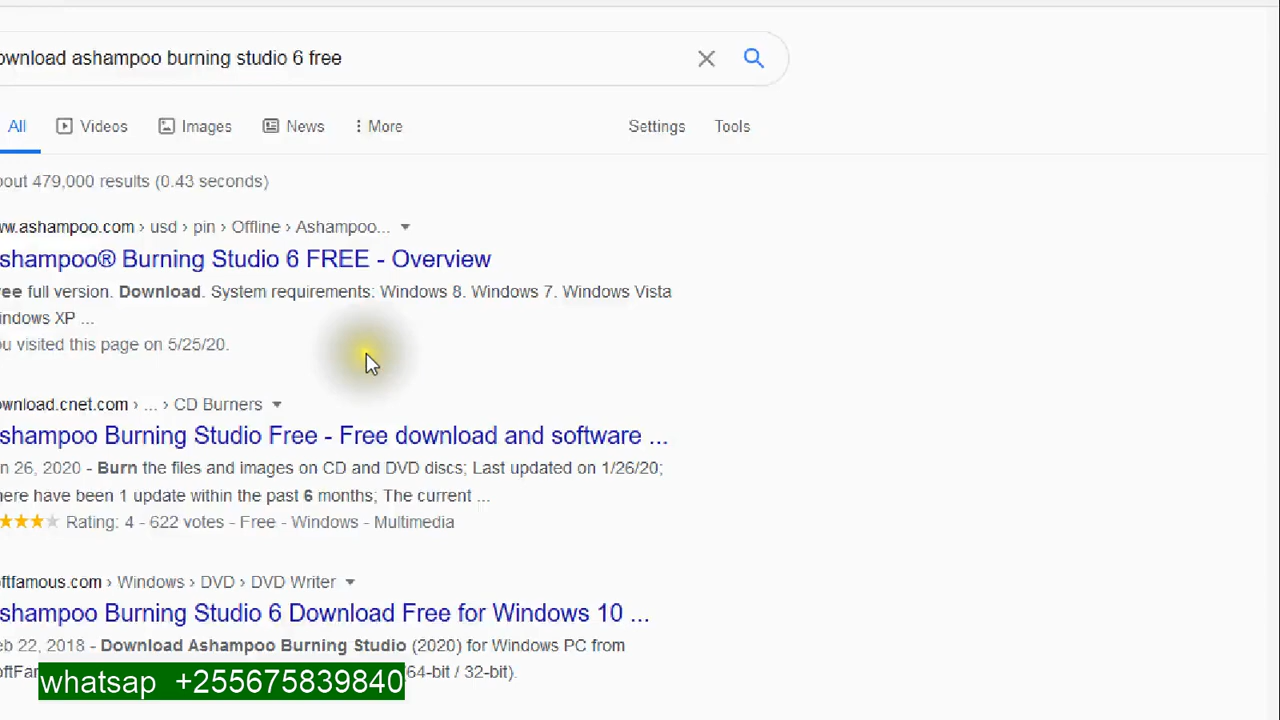 ownload ashampoo burning studio 6 free
All Videos Images News More Settings Tools
out 479,000 results (0.43 seconds)
w.ashampoo.com › usd › pin › Offline › Ashampoo...
shampoo® Burning Studio 6 FREE - Overview
ee full version. Download. System requirements: Windows 8. Windows 7. Windows Vista
indows XP ...
u visited this page on 5/25/20.
wnload.cnet.com › ... › CD Burners
shampoo Burning Studio Free - Free download and software ...
n 26, 2020 - Burn the files and images on CD and DVD discs; Last updated on 1/26/20;
ere have been 1 update within the past 6 months; The current ...
Rating: 4 - 622 votes - Free - Windows - Multimedia
ftfamous.com › Windows › DVD › DVD Writer
shampoo Burning Studio 6 Download Free for Windows 10 ...
eb 22, 2018 - Download Ashampoo Burning Studio (2020) for Windows PC from
oftFam 64-bit / 32-bit).
whatsap +255675839840